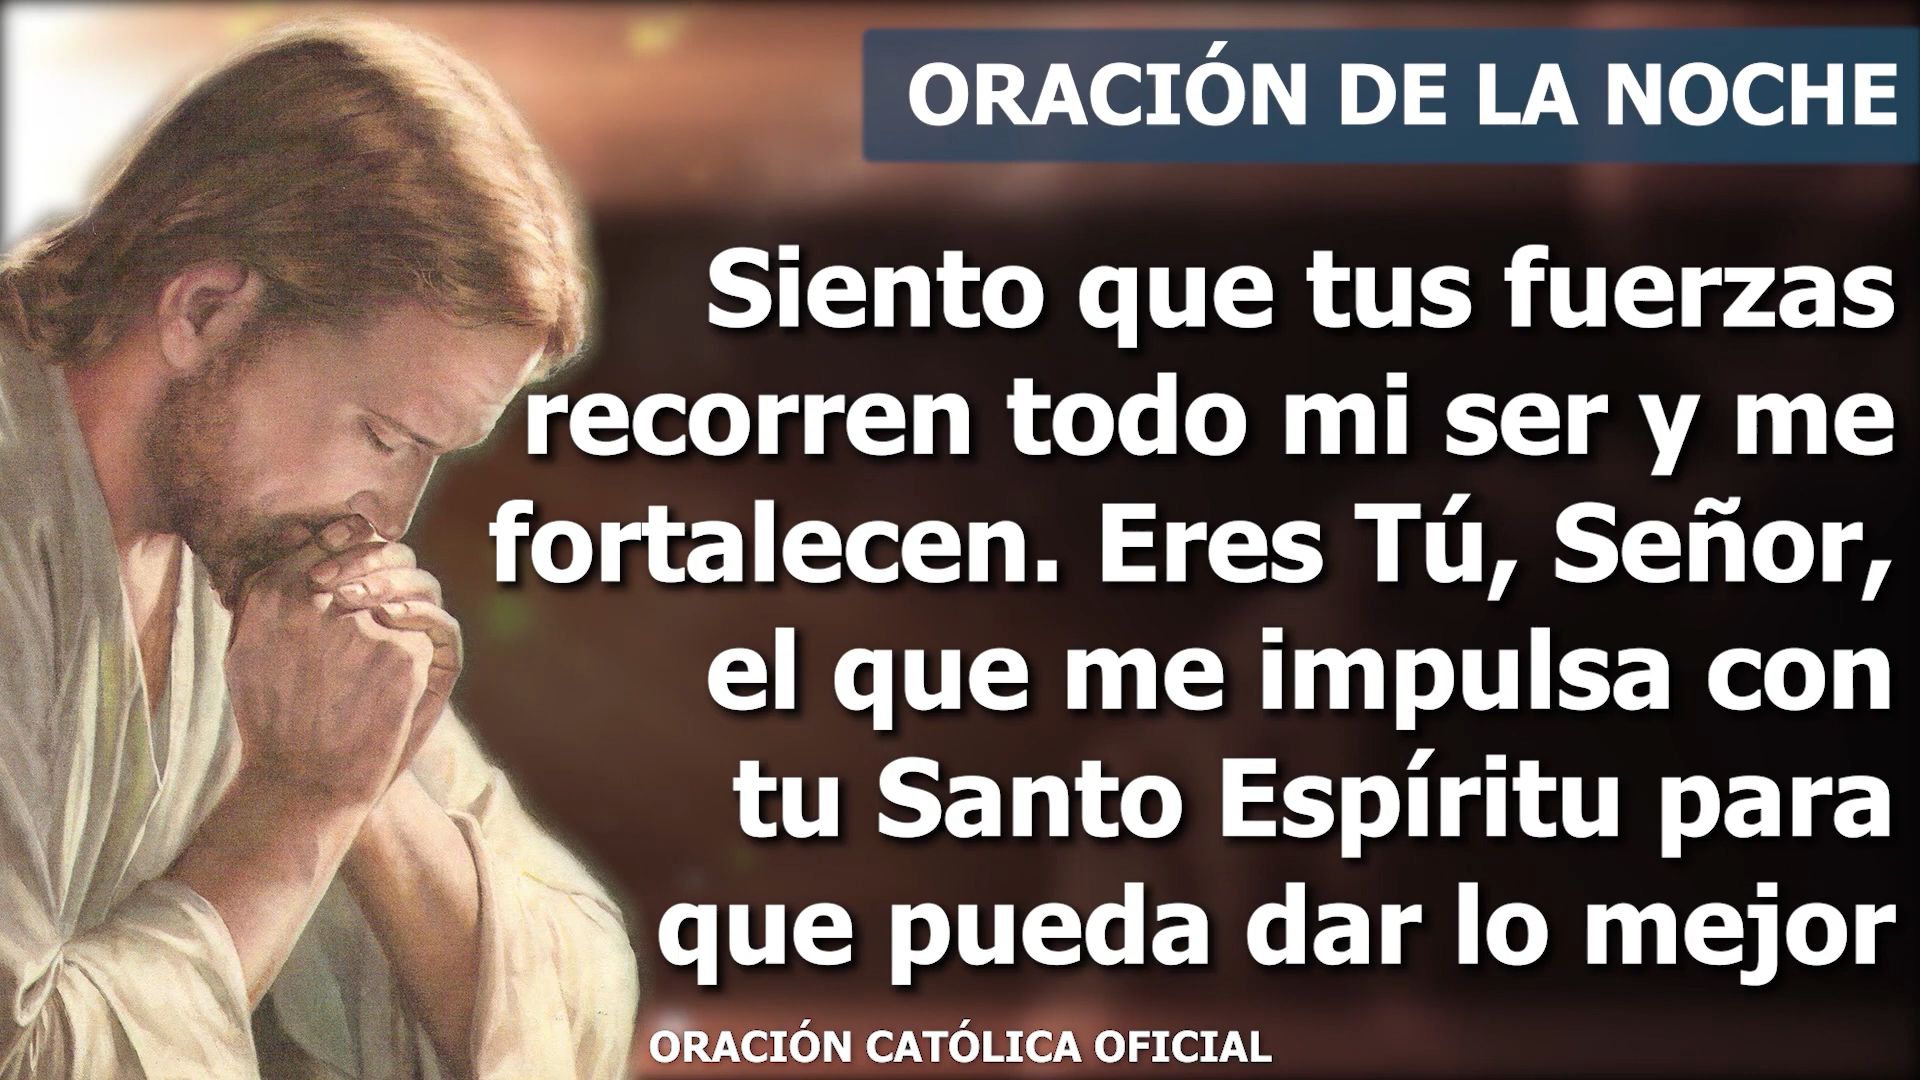 ORACIÓN DE LA NOCHE
Siento que tus fuerzas
recorren todo mi ser y me
fortalecen. Eres Tú, Señor,
el que me impulsa con
tu Santo Espíritu para
que pueda dar lo mejor
ORACIÓN CATÓLICA OFICIAL